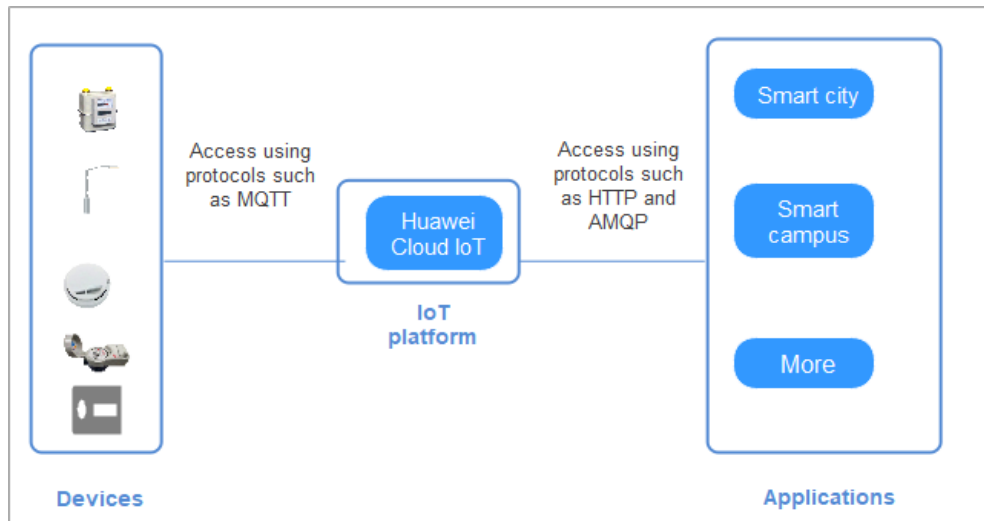 Access using
protocols such
as MQTT
Huawei
Cloud IoT
IoT
platform
Access using
protocols such
as HTTP and
AMQP
Smart city
Smart
campus
More
Devices
Applications